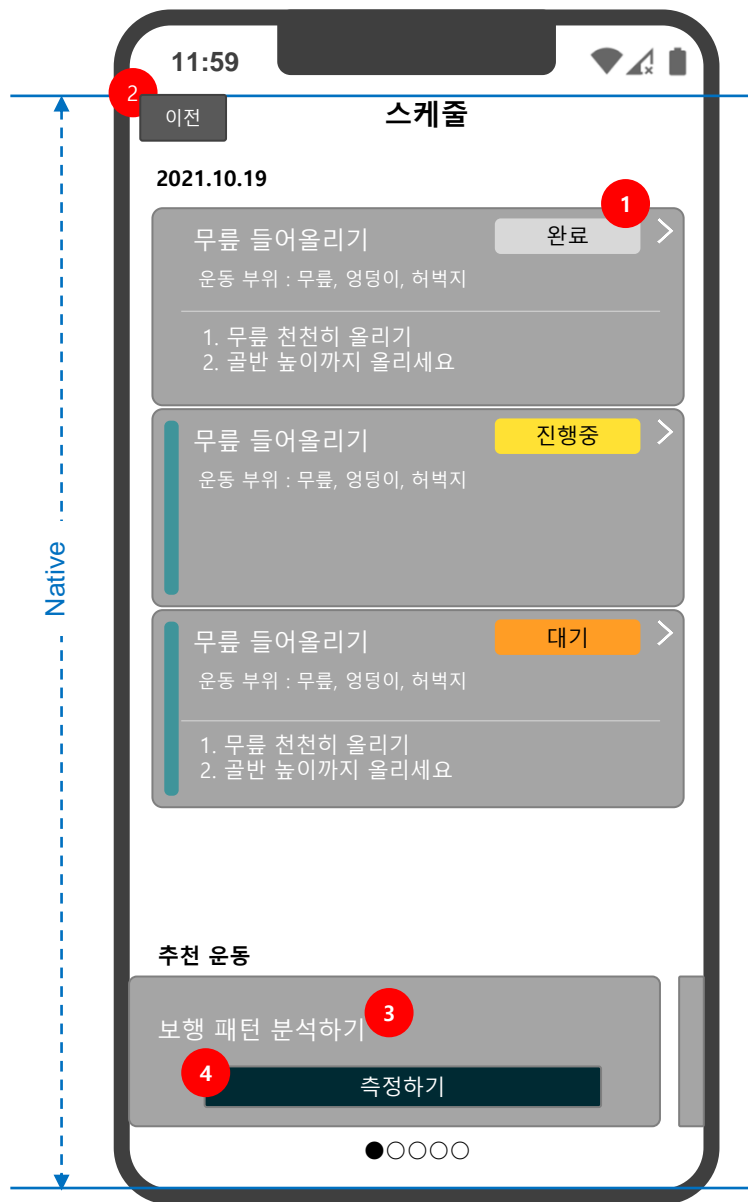 11:59
2
이전
스케줄
2021.10.19
1
무릎 들어올리기
완료
운동 부위 : 무릎, 엉덩이, 허벅지
1. 무릎 천천히 올리기
2. 골반 높이까지 올리세요
무릎 들어올리기
진행중
운동 부위 : 무릎, 엉덩이, 허벅지
Native
무릎 들어올리기
대기
운동 부위 : 무릎, 엉덩이, 허벅지
1. 무릎 천천히 올리기
2. 골반 높이까지 올리세요
추천 운동
보행 패턴 분석하기
3
4
측정하기